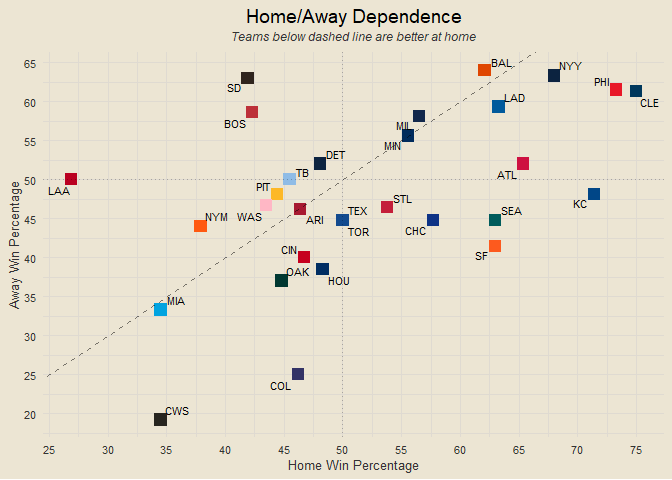 Home/Away Dependence
Teams below dashed line are better at home
Away Win Percentage
65
60
55
50
45
40
35
30
25
20
BAL
NYY
PHI
CLE
SD
LAD
BOS
MIL
MIN
DET
ATL
LAA
TB
PIT
KC
WAS
NYM
ARI
TEX
TOR
STL
CHC
SEA
SF
CIN
OAK
HOU
MIA
COL
CWS
25 30 35 40 45 50 55 60 65 70 75
Home Win Percentage